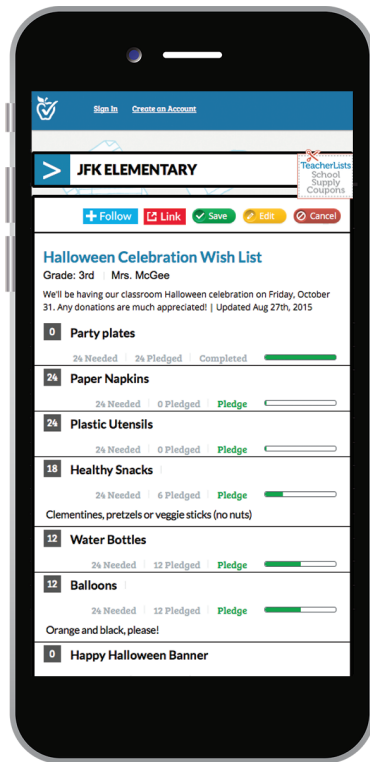 Sign In Create an Account
> JFK ELEMENTARY
TeacherLists
School
Supply
Coupons
+ Follow Link Save Edit Cancel
Halloween Celebration Wish List
Grade: 3rd | Mrs. McGee
We'll be having our classroom Halloween celebration on Friday, October
31. Any donations are much appreciated! | Updated Aug 27th, 2015
0 Party plates
24 Needed | 24 Pledged | Completed
24 Paper Napkins
24 Needed | 0 Pledged | Pledge
24 Plastic Utensils
24 Needed | 0 Pledged | Pledge
18 Healthy Snacks
24 Needed | 6 Pledged | Pledge
Clementines, pretzels or veggie sticks (no nuts)
12 Water Bottles
24 Needed | 12 Pledged | Pledge
12 Balloons
24 Needed | 12 Pledged | Pledge
Orange and black, please!
0 Happy Halloween Banner